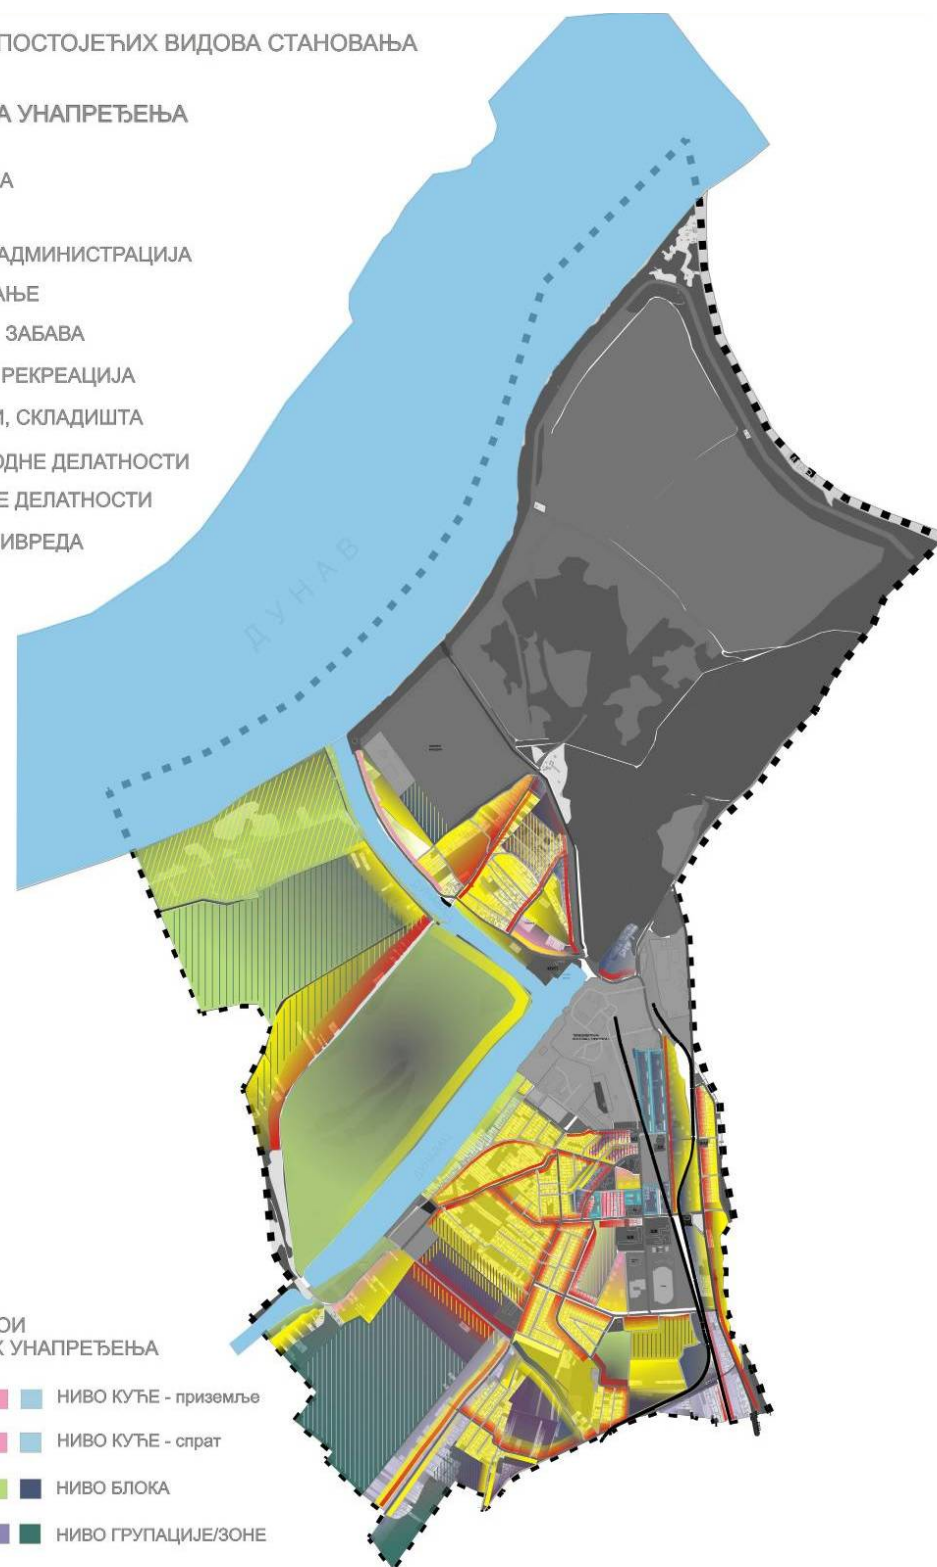 ПОСТОЈЕЋИХ ВИДОВА СТАНОВАЊА
А УНАПРЕЂЕЊА
А
АДМИНИСТРАЦИЈА
АЊЕ
ЗАБАВА
РЕКРЕАЦИЈА
И, СКЛАДИШТА
ОДНЕ ДЕЛАТНОСТИ
Е ДЕЛАТНОСТИ
ИВРЕДА
ДУНАВ
ОИ
Х УНАПРЕЂЕЊА
НИВО КУЋЕ - приземље
НИВО КУЋЕ - спрат
НИВО БЛОКА
НИВО ГРУПАЦИЈЕ/ЗОНЕ